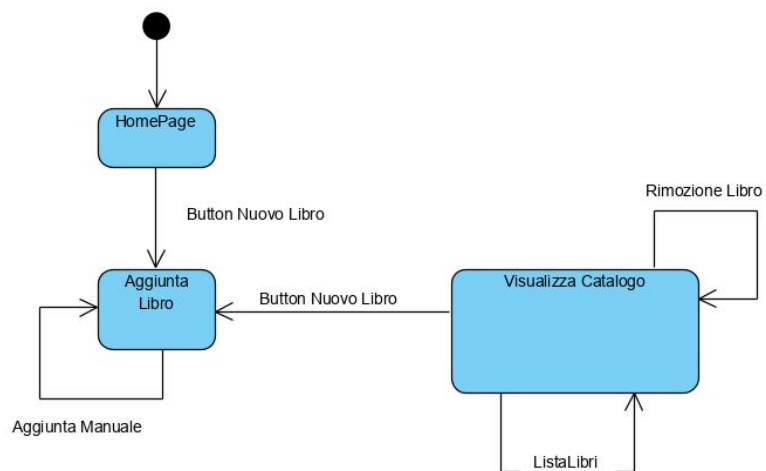 HomePage
Button Nuovo Libro
Rimozione Libro
Aggiunta
Libro
Button Nuovo Libro
Visualizza Catalogo
Aggiunta Manuale
ListaLibri